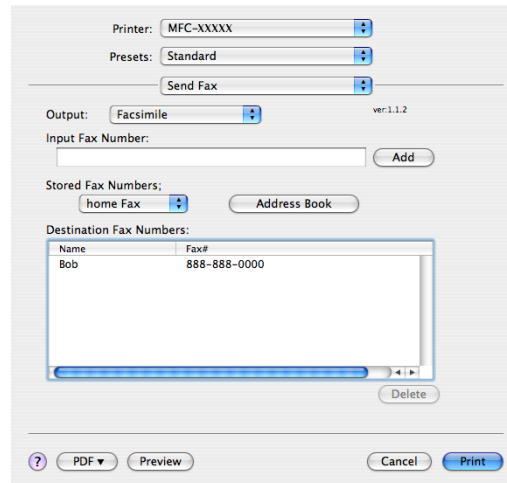 Printer: MFC-XXXXX
Presets: Standard
Send Fax
Output: Facsimile ver:1.1.2
Input Fax Number:
Add
Stored Fax Numbers;
home Fax Address Book
Destination Fax Numbers:
Name Fax#
Bob 888-888-0000
Delete
? PDF▼ Preview Cancel Print